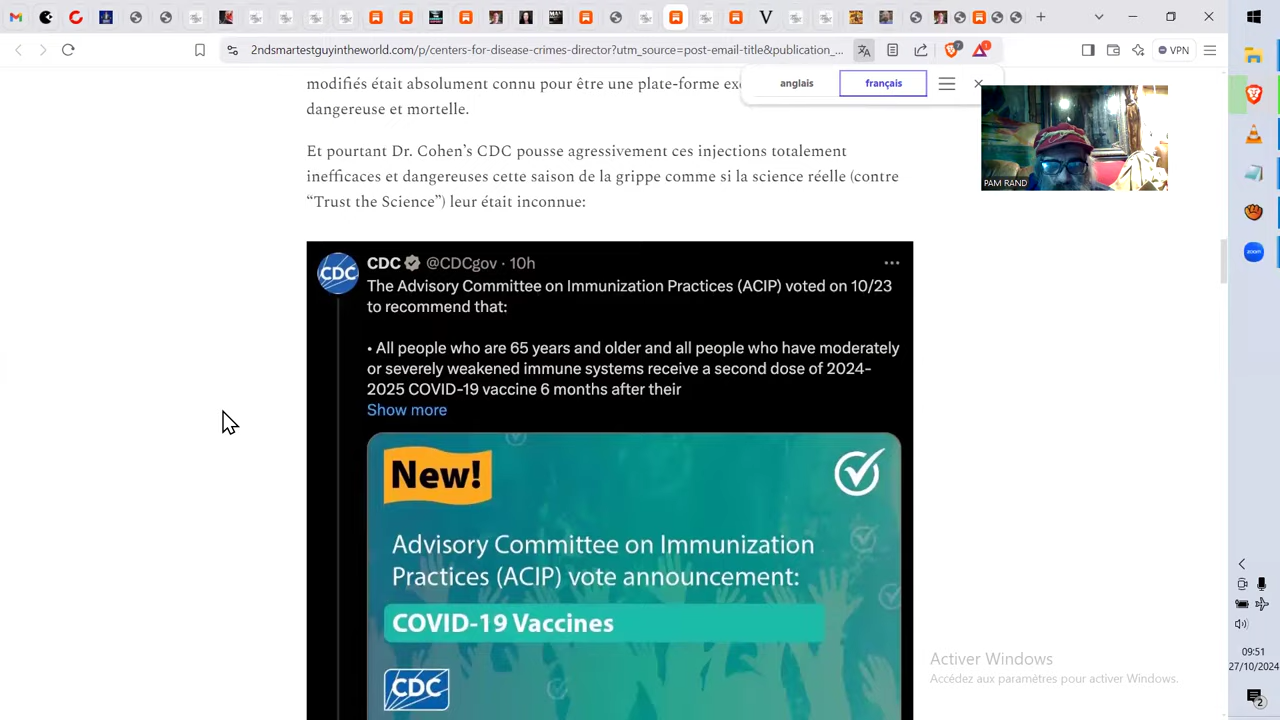 2ndsmartestguyintheworld.com/p/centers-for-disease-crimes-director?utm_source=post-email-title&publication_...
VPN
anglais
français
modifiés était absolument connu pour être une plate-forme
dangereuse et mortelle.
Et pourtant Dr. Cohen’s CDC pousse agressivement ces injections totalement
inefficaces et dangereuses cette saison de la grippe comme si la science réelle (contre
“Trust the Science”) leur était inconnue:
PAM RAND
CDC
CDC @CDCgov · 10h
The Advisory Committee on Immunization Practices (ACIP) voted on 10/23
to recommend that:
• All people who are 65 years and older and all people who have moderately
or severely weakened immune systems receive a second dose of 2024-
2025 COVID-19 vaccine 6 months after their
Show more
New!
Advisory Committee on Immunization
Practices (ACIP) vote announcement:
COVID-19 Vaccines
CDC
Activer Windows
Accédez aux paramètres pour activer Windows.
zoom
09:51
27/10/2024
2